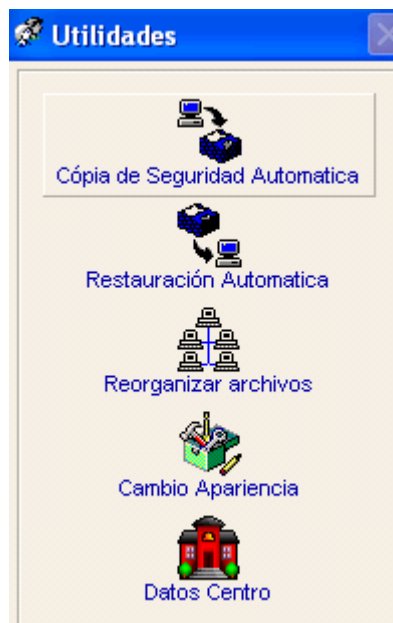 Utilidades
Cópia de Seguridad Automatica
Restauración Automatica
Reorganizar archivos
Cambio Apariencia
Datos Centro